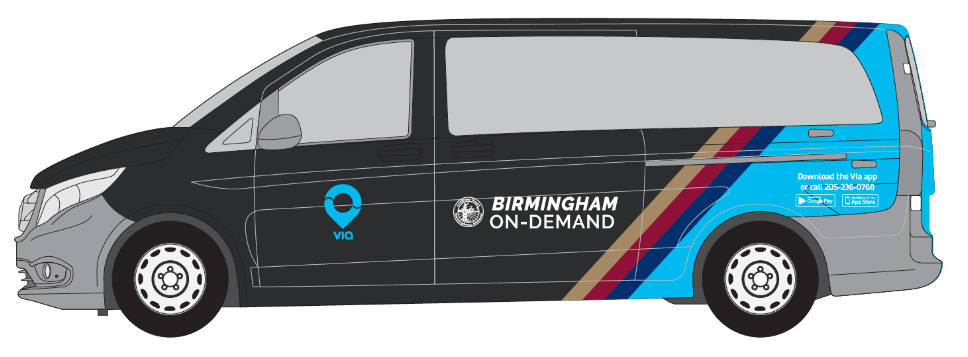 via
BIRMINGHAM
ON-DEMAND
Download the Via app
or call 205-236-0768
Google Play
App Store